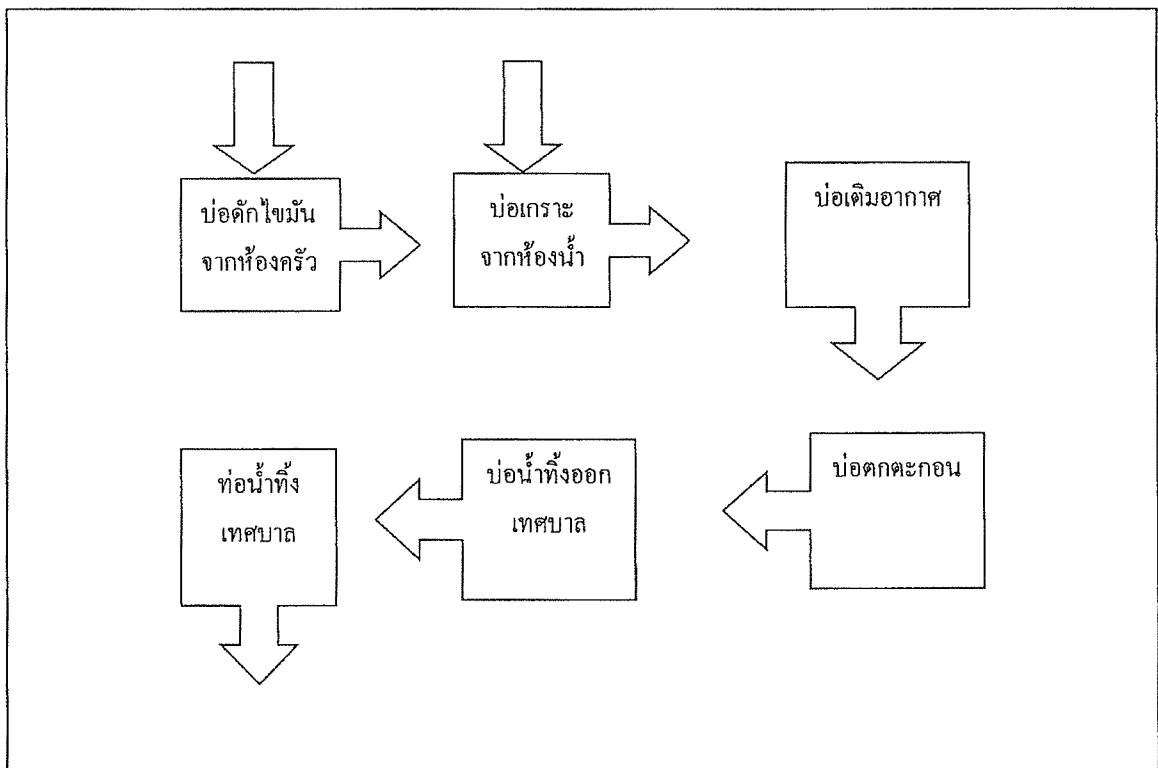 บ่อดักไขมัน
จากห้องครัว
บ่อเกราะ
จากห้องน้ำ
บ่อเติมอากาศ
บ่อตกตะกอน
บ่อน้ำทิ้งออก
เทศบาล
ท่อน้ำทิ้ง
เทศบาล